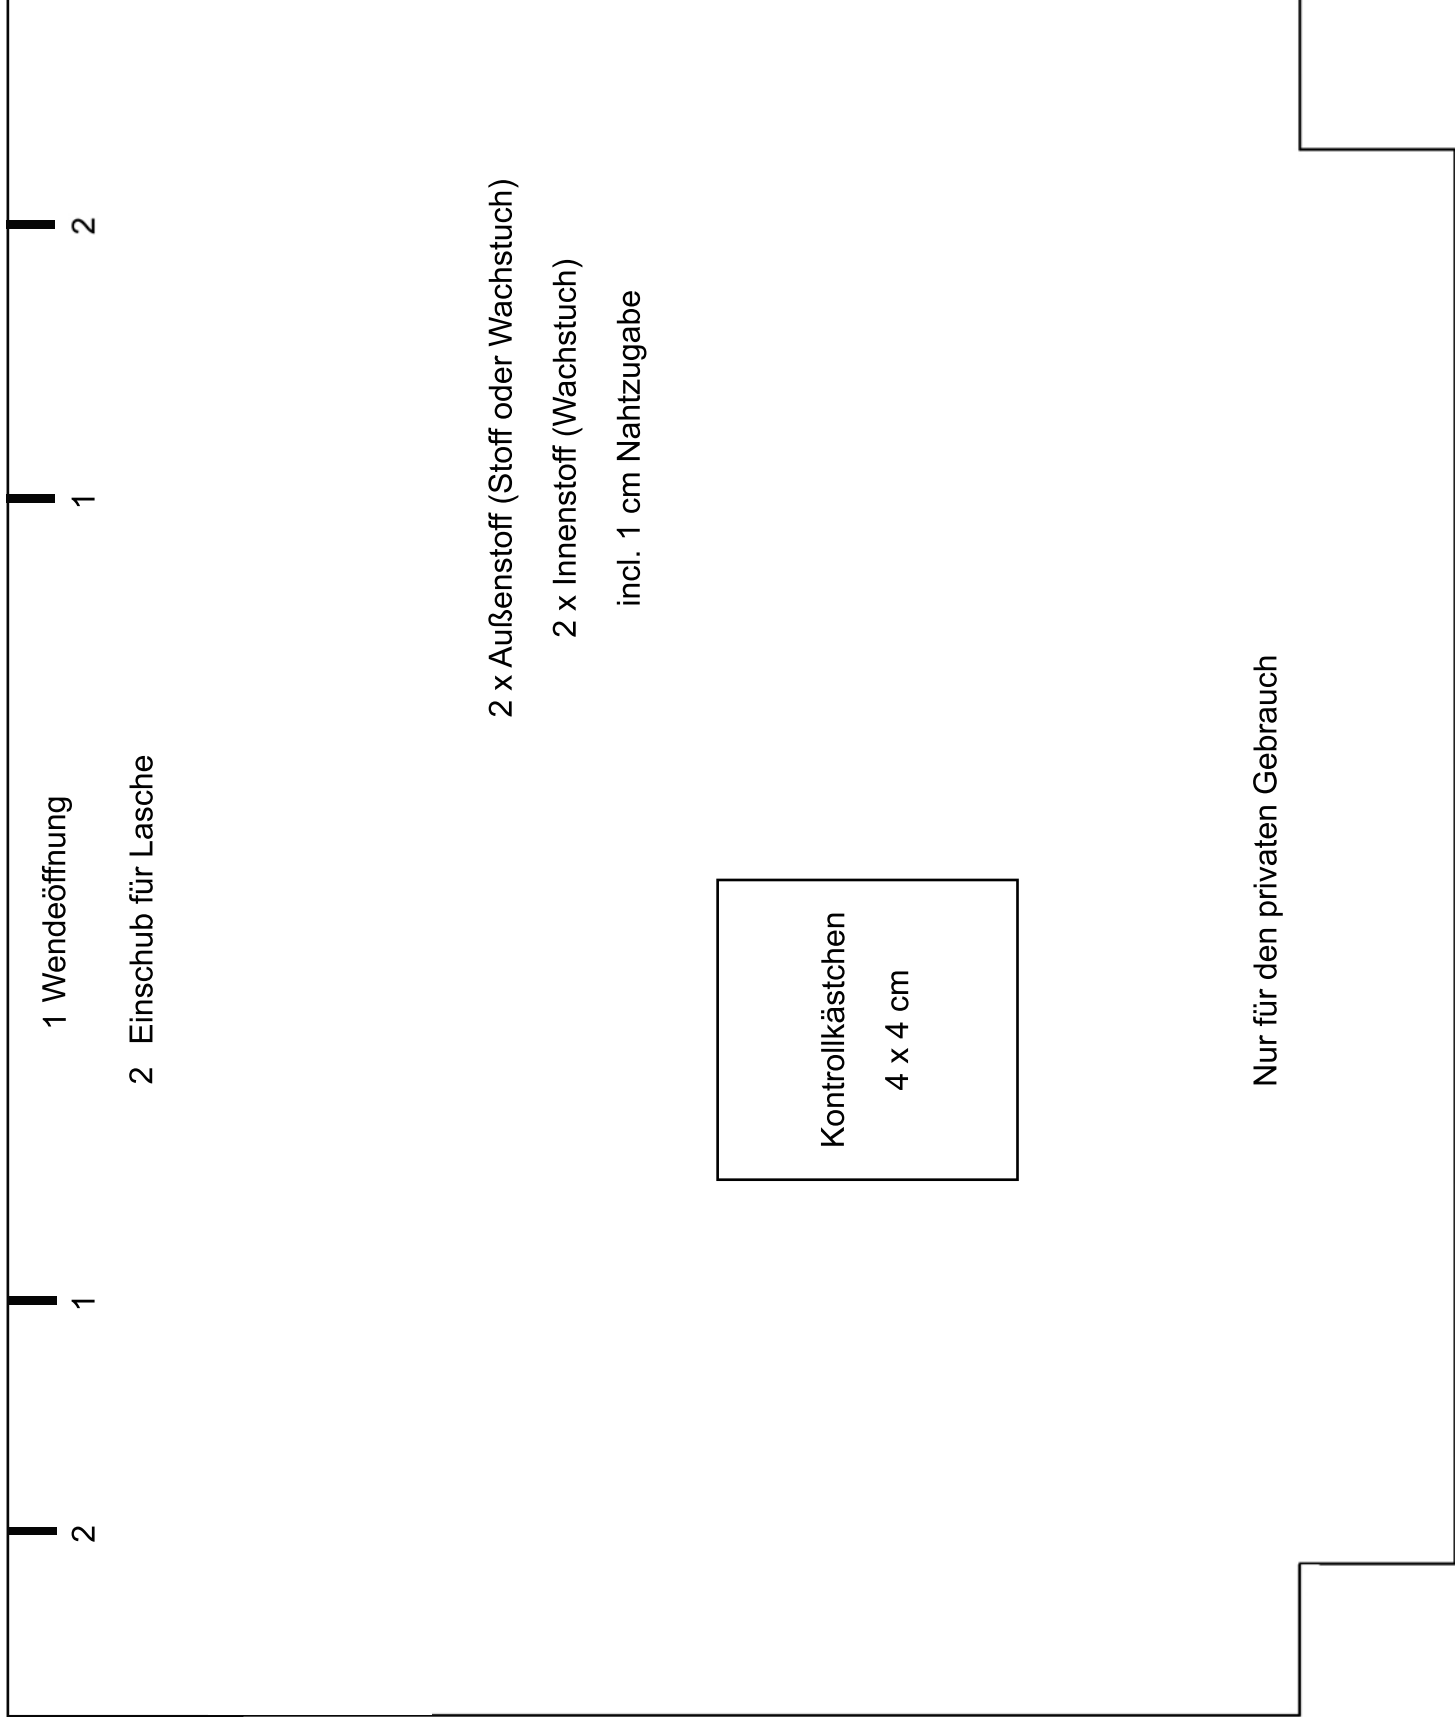 1 Wendeöffnung
2 Einschub für Lasche
2
1
1
2
2 x Außenstoff (Stoff oder Wachstuch)
2 x Innenstoff (Wachstuch)
incl. 1 cm Nahtzugabe
Kontrollkästchen
4 x 4 cm
Nur für den privaten Gebrauch